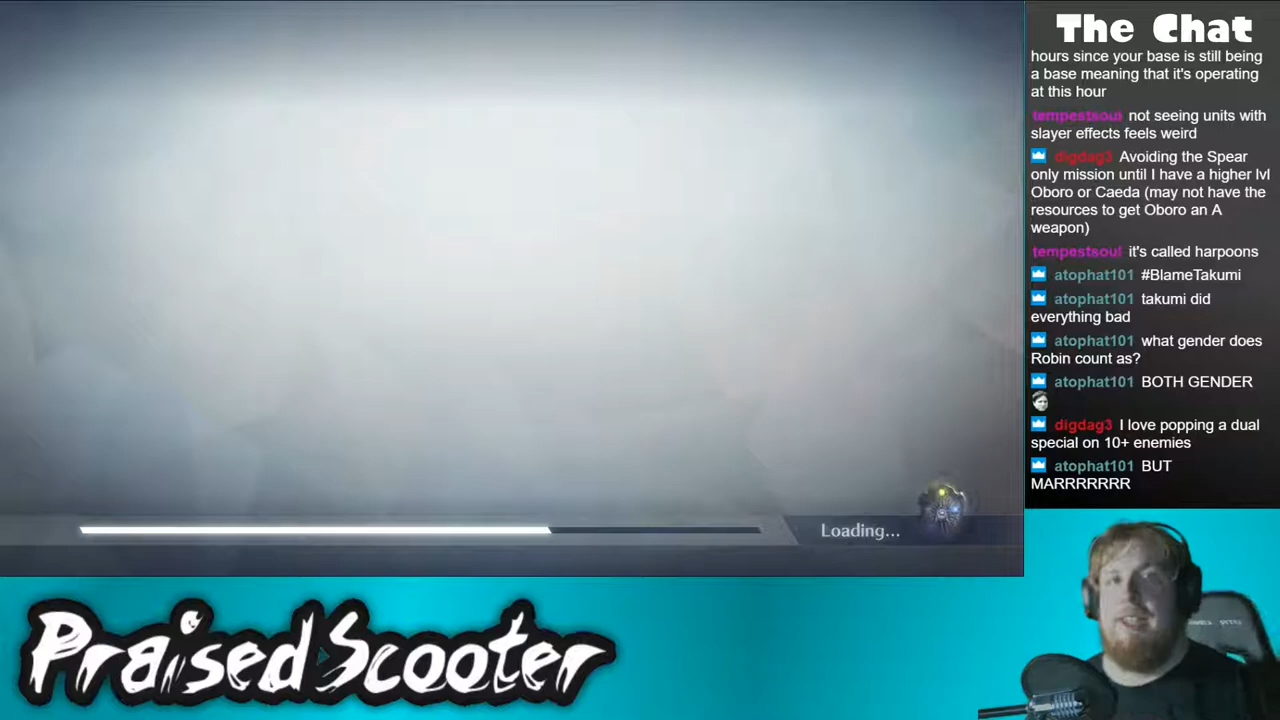 The Chat
hours since your base is still being
a base meaning that it's operating
at this hour
tempestsoul not seeing units with
slayer effects feels weird
digdag3 Avoiding the Spear
only mission until I have a higher lvl
Oboro or Caeda (may not have the
resources to get Oboro an A
weapon)
tempestsoul it's called harpoons
atophat101 #BlameTakumi
atophat101 takumi did
everything bad
atophat101 what gender does
Robin count as?
atophat101 BOTH GENDER
digdag3 I love popping a dual
special on 10+ enemies
atophat101 BUT
MARRRRRRR
Loading...
PraisedScooter